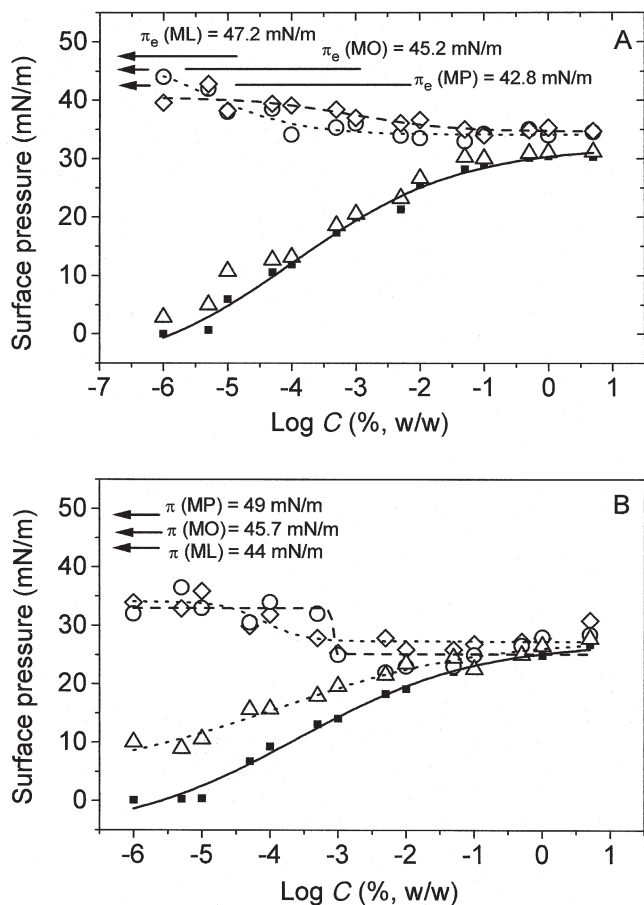 A
πe (ML) = 47.2 mN/m
πe (MO) = 45.2 mN/m
πe (MP) = 42.8 mN/m
Surface pressure (mN/m)
50
40
30
20
10
0
-7 -6 -5 -4 -3 -2 -1 0 1
Log C (%, w/w)
B
π (MP) = 49 mN/m
π (MO) = 45.7 mN/m
π (ML) = 44 mN/m
Surface pressure (mN/m)
50
40
30
20
10
0
-6 -5 -4 -3 -2 -1 0 1
Log C (%, w/w)